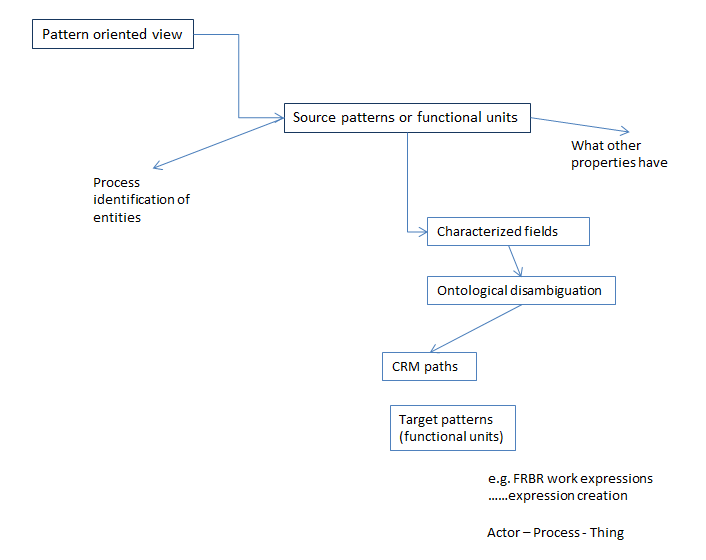 Pattern oriented view
Source patterns or functional units
What other
properties have
Process
identification of
entities
Characterized fields
Ontological disambiguation
CRM paths
Target patterns
(functional units)
e.g. FRBR work expressions
......expression creation
Actor – Process - Thing